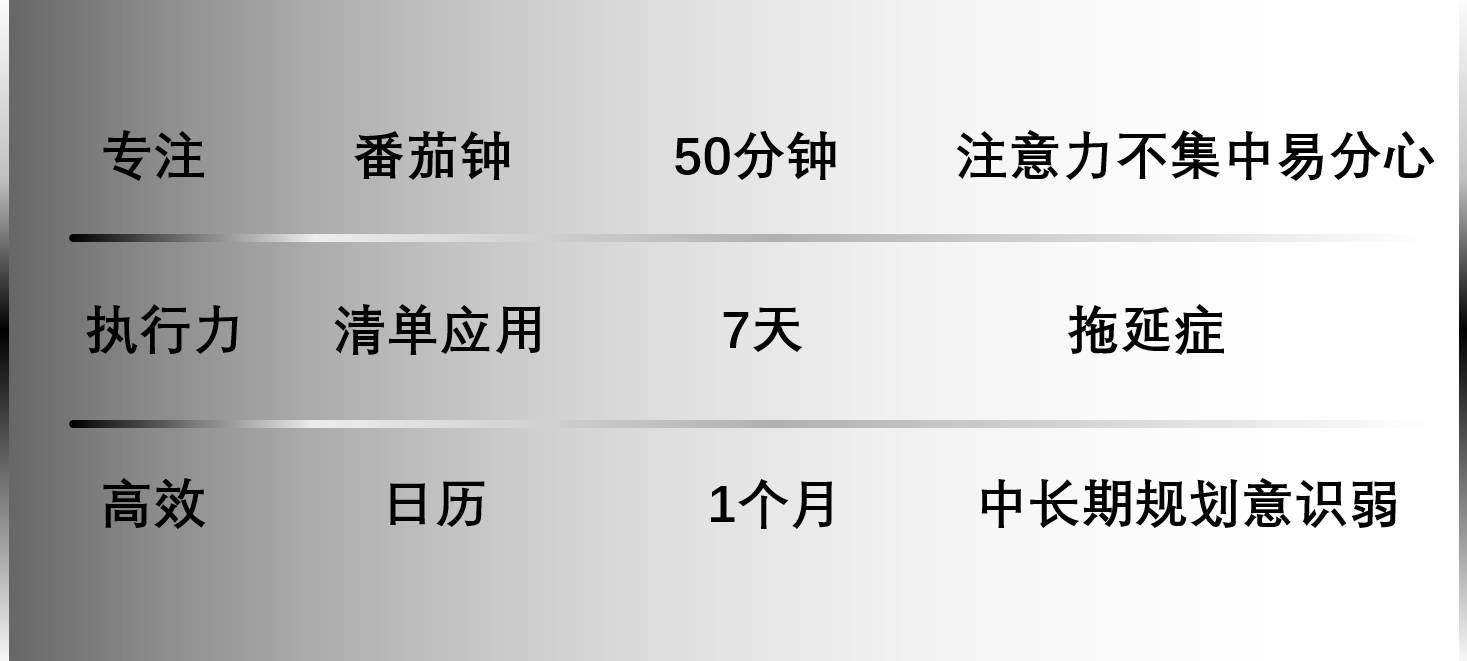 专注 番茄钟 50分钟 注意力不集中易分心
执行力 清单应用 7天 拖延症
高效 日历 1个月 中长期规划意识弱